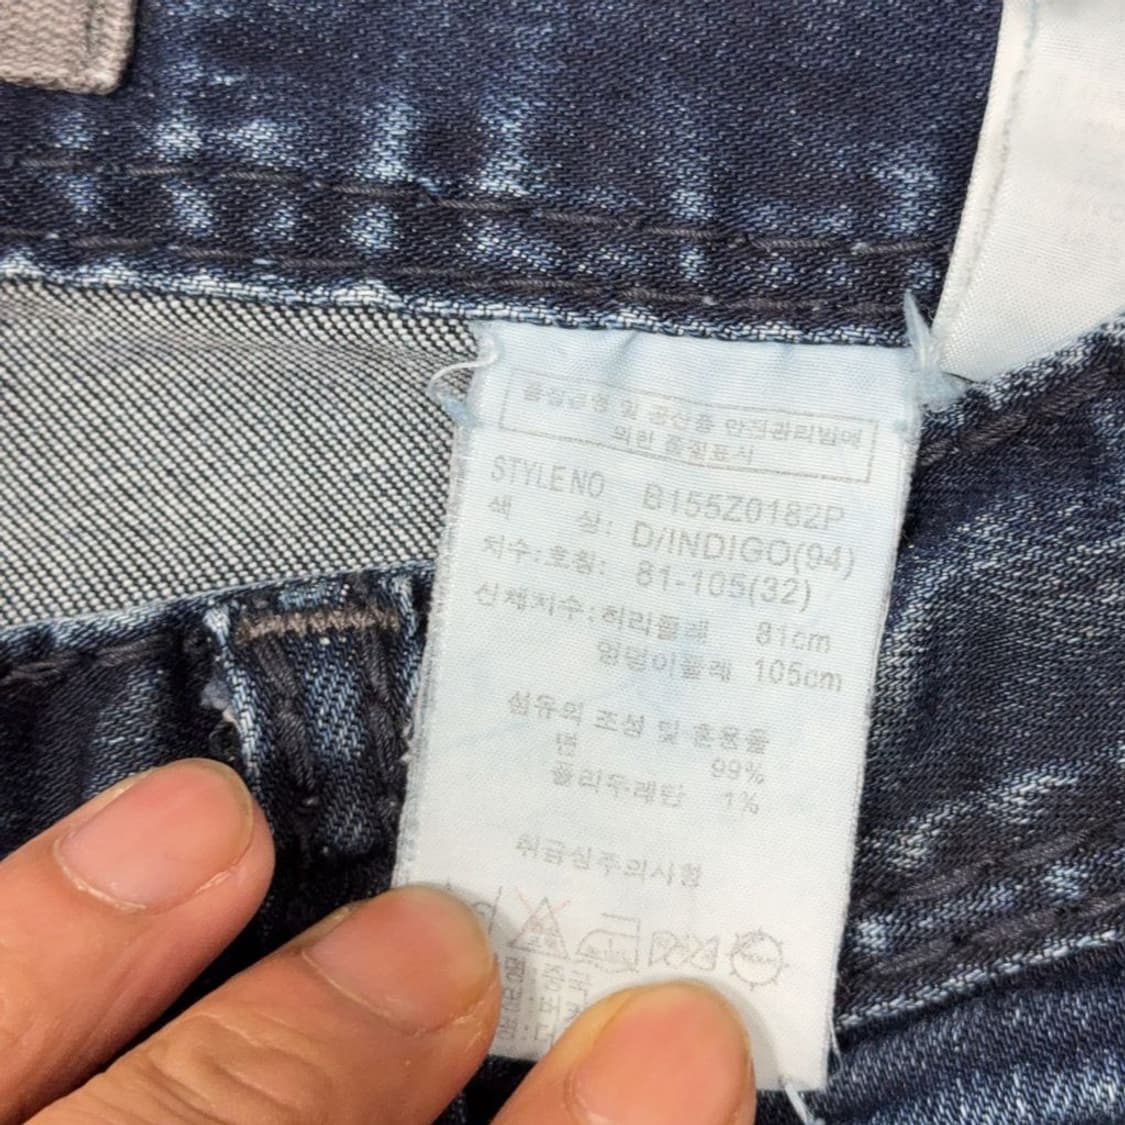 품질경영 및 공산품 안전관리법에
의한 품질표시
STYLE NO B155Z0182P
색 상: D/INDIGO(94)
치수:호칭: 81-105(32)
신체치수:허리둘레 81cm
엉덩이둘레 105cm
섬유의 조성 및 혼용율
면 99%
폴리우레탄 1%
취급상주의사항